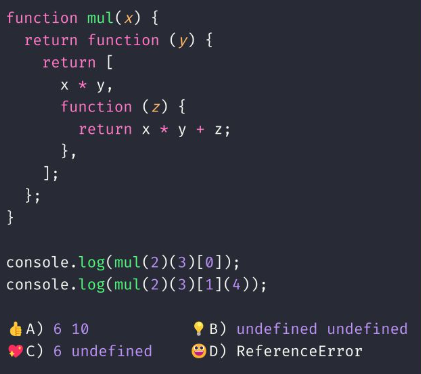 function mul(x) {
  return function (y) {
    return [
      x * y,
      function (z) {
        return x * y + z;
      },
    ];
  };
}

console.log(mul(2)(3)[0]);
console.log(mul(2)(3)[1](4));

👍A) 6 10 💡B) undefined undefined
💖C) 6 undefined 😀D) ReferenceError